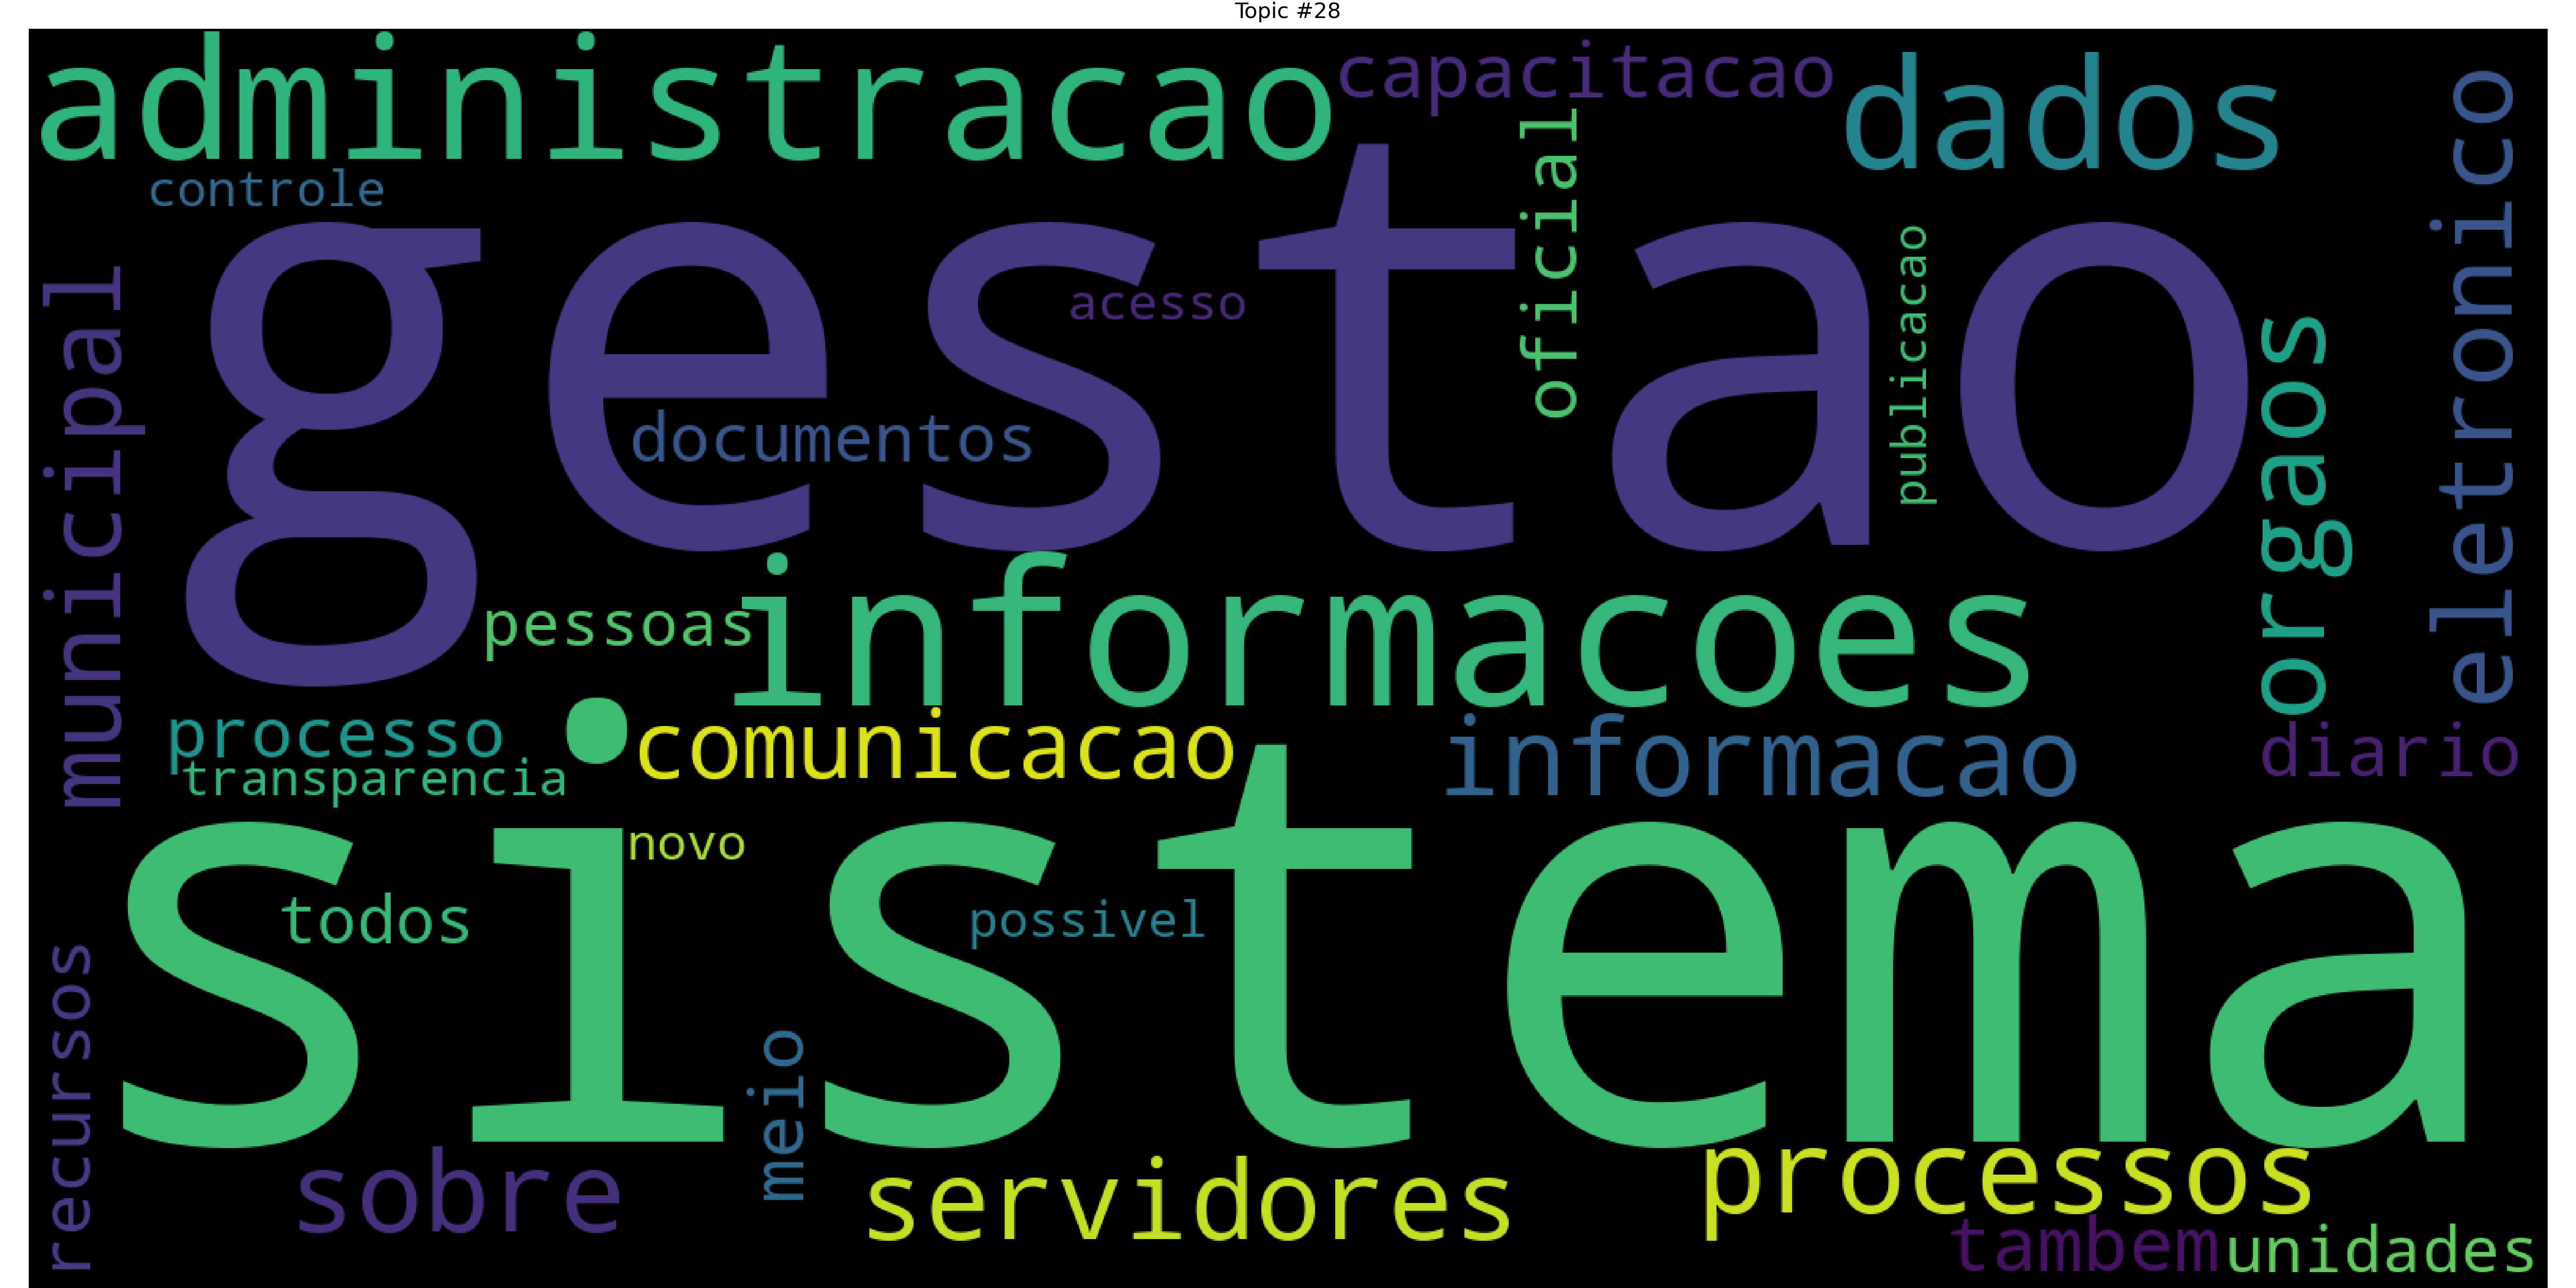 Topic #28
administracao
capacitacao
dados
eletronico
controle
oficial
gestao
acesso
publicacao
municipal
documentos
orgaos
informacoes
pessoas
processo
comunicacao
informacao
diario
transparencia
sistema
novo
todos
possivel
recursos
meio
sobre
servidores
processos
tambem
unidades